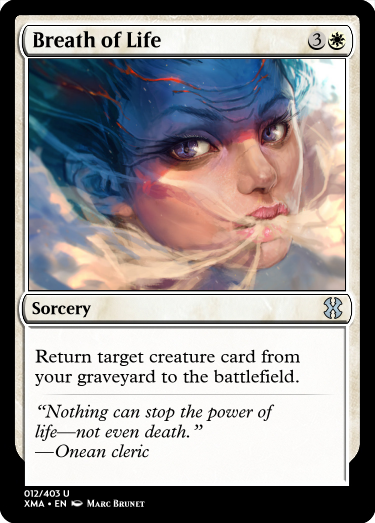 Breath of Life 3
Sorcery
Return target creature card from
your graveyard to the battlefield.
“Nothing can stop the power of
life—not even death.”
—Onean cleric
012/403 U
XMA • EN Marc Brunet